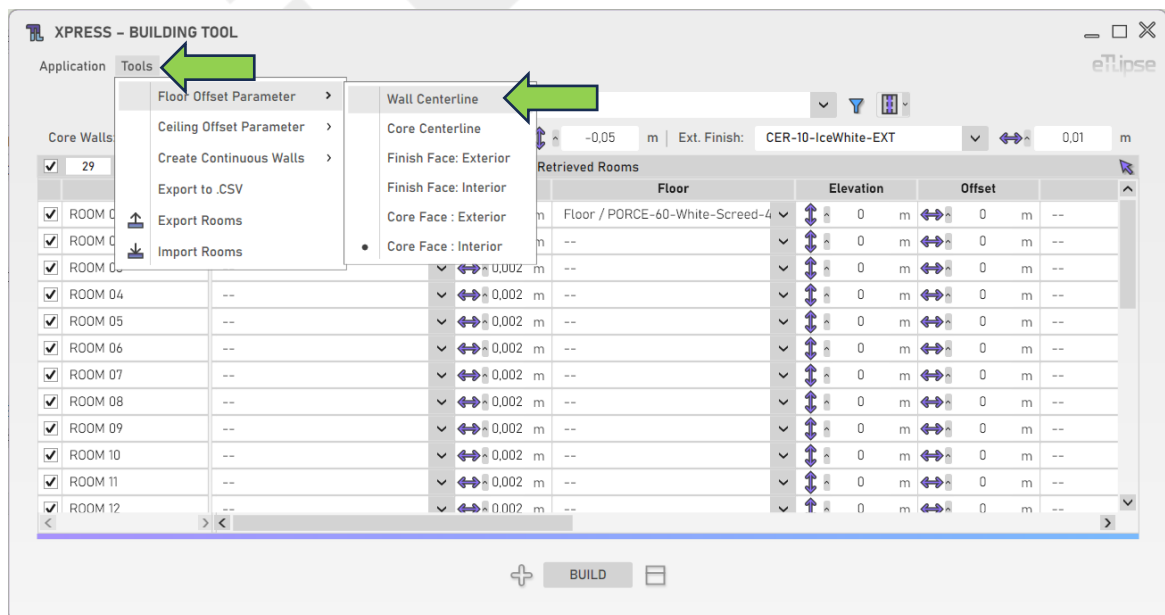 XPRESS – BUILDING TOOL
Application Tools
eTLipse
Floor Offset Parameter >
Ceiling Offset Parameter >
Create Continuous Walls >
Export to .CSV
Export Rooms
Import Rooms
Wall Centerline
Core Centerline
Finish Face: Exterior
Finish Face: Interior
Core Face : Exterior
• Core Face : Interior
Core Walls: -0,05 m | Ext. Finish: CER-10-IceWhite-EXT 0,01 m
29 Retrieved Rooms
Floor Elevation Offset
ROOM m Floor / PORCE-60-White-Screed-4 0 m 0 m --
ROOM m -- 0 m 0 m --
ROOM 0,002 m -- 0 m 0 m --
ROOM 04 -- 0,002 m -- 0 m 0 m --
ROOM 05 -- 0,002 m -- 0 m 0 m --
ROOM 06 -- 0,002 m -- 0 m 0 m --
ROOM 07 -- 0,002 m -- 0 m 0 m --
ROOM 08 -- 0,002 m -- 0 m 0 m --
ROOM 09 -- 0,002 m -- 0 m 0 m --
ROOM 10 -- 0,002 m -- 0 m 0 m --
ROOM 11 -- 0,002 m -- 0 m 0 m --
ROOM 12 -- 0,002 m -- 0 m 0 m --
BUILD